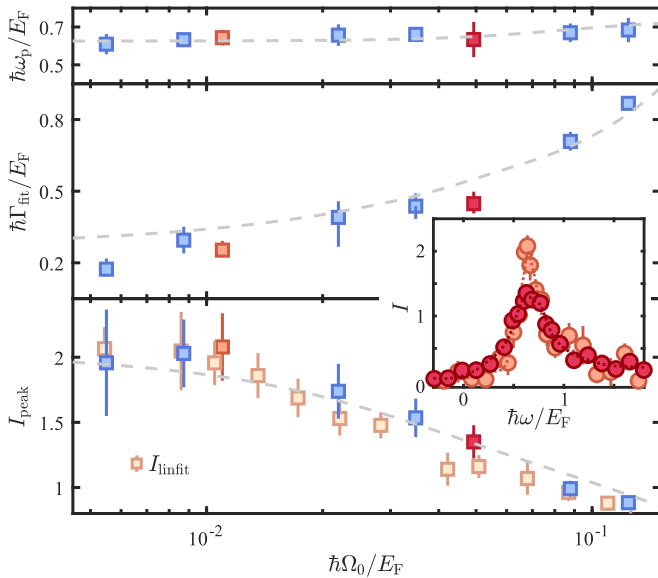 ℏω_p/E_F
0.7
0.5
ℏΓ_fit/E_F
0.8
0.5
0.2
I
2
1
0
0
1
ℏω/E_F
I_peak
2
1.5
1
I_linfit
10^-2
10^-1
ℏΩ_0/E_F